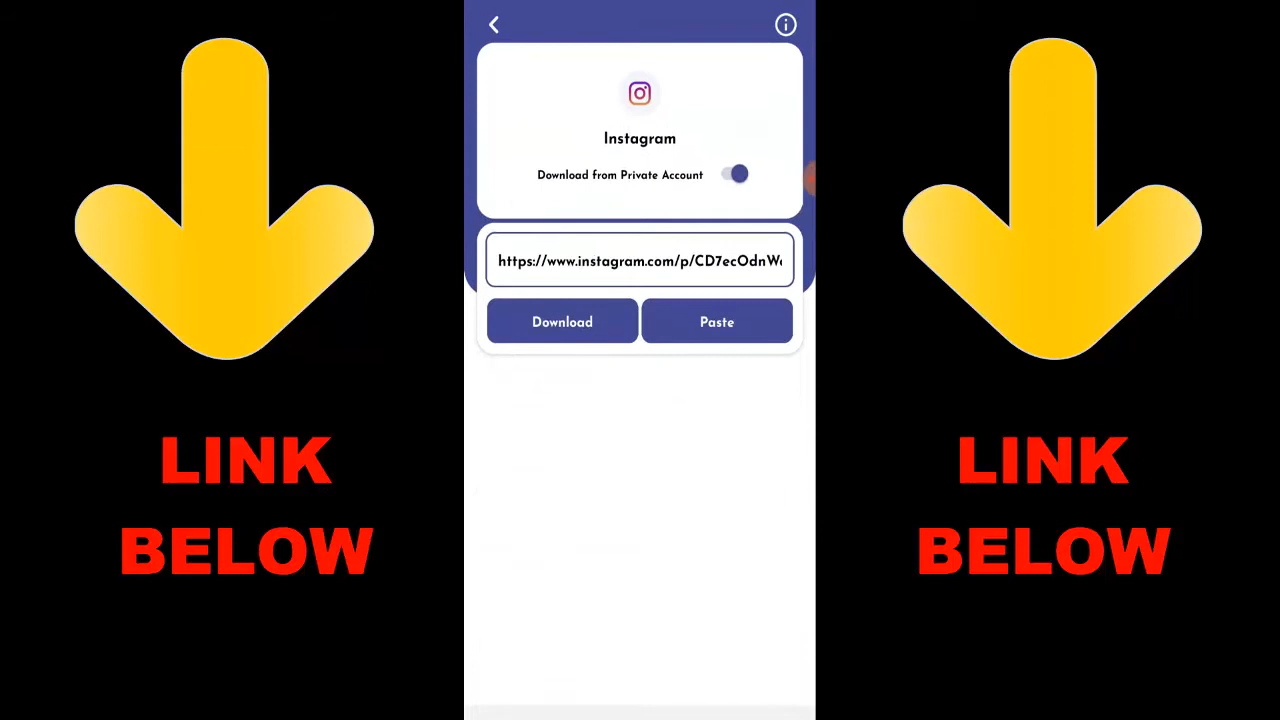 Instagram
Download from Private Account
https://www.instagram.com/p/CD7ecOdnW
Download
Paste
LINK
BELOW
LINK
BELOW